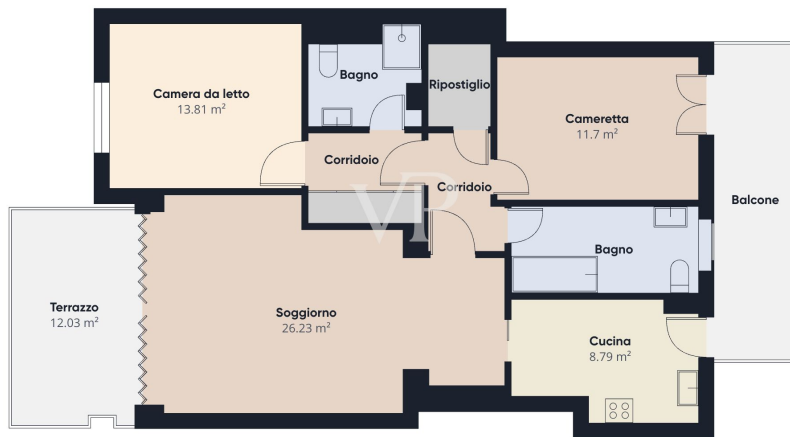 Camera da letto
13.81 m²
Bagno
Ripostiglio
Cameretta
11.7 m²
Corridoio
Corridoio
VP
Balcone
Bagno
Terrazzo
12.03 m²
Soggiorno
26.23 m²
Cucina
8.79 m²